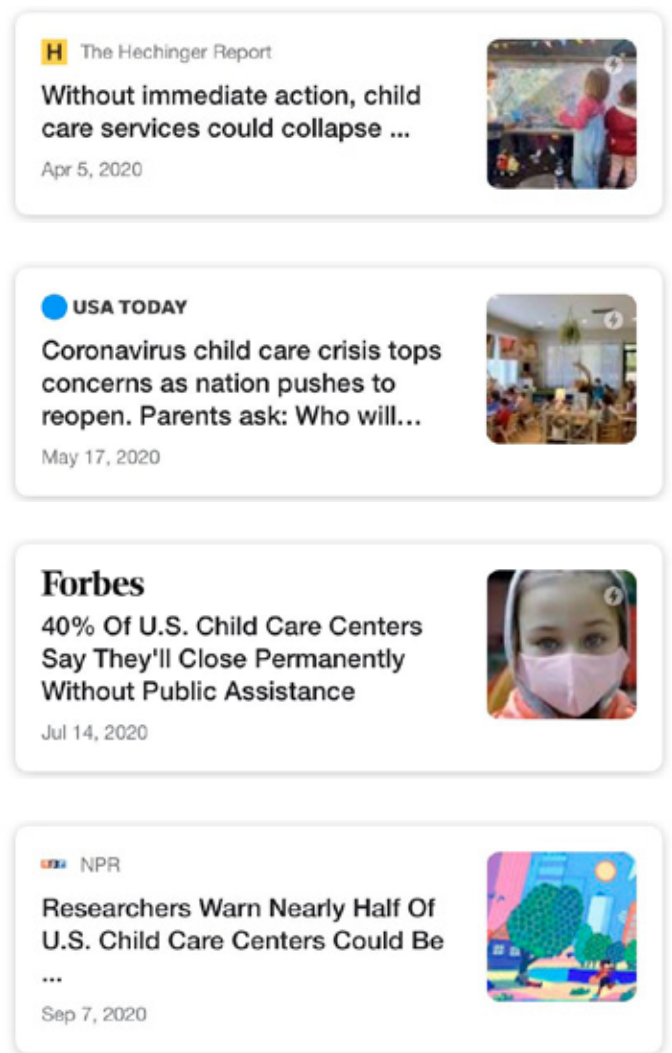 H The Hechinger Report
Without immediate action, child
care services could collapse ...
Apr 5, 2020
USA TODAY
Coronavirus child care crisis tops
concerns as nation pushes to
reopen. Parents ask: Who will...
May 17, 2020
Forbes
40% Of U.S. Child Care Centers
Say They'll Close Permanently
Without Public Assistance
Jul 14, 2020
NPR
Researchers Warn Nearly Half Of
U.S. Child Care Centers Could Be
...
Sep 7, 2020